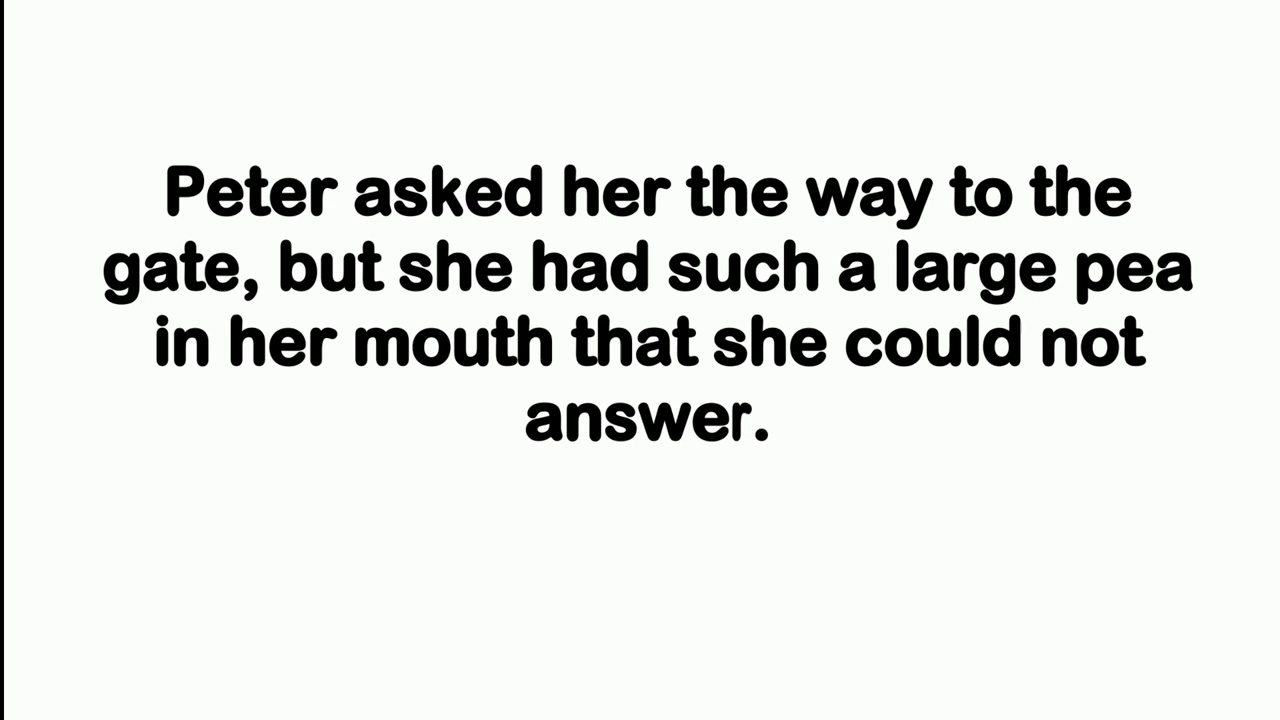 Peter asked her the way to the
gate, but she had such a large pea
in her mouth that she could not
answer.